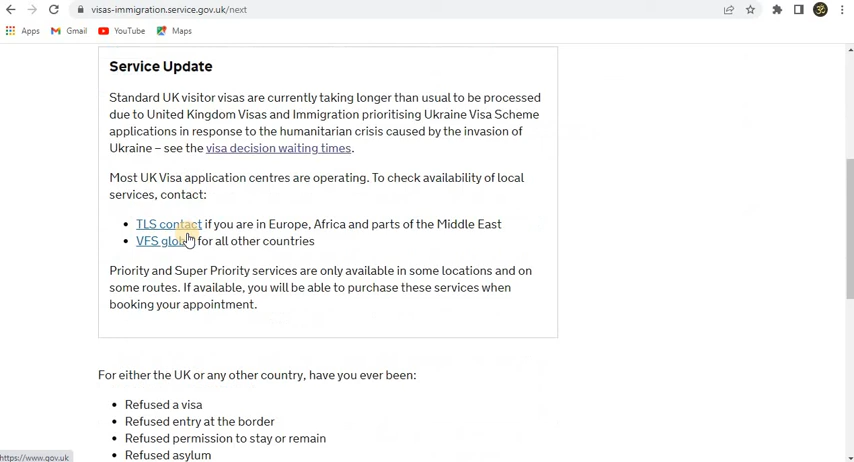 visas-immigration.service.gov.uk/next
Apps Gmail YouTube Maps
Service Update
Standard UK visitor visas are currently taking longer than usual to be processed
due to United Kingdom Visas and Immigration prioritising Ukraine Visa Scheme
applications in response to the humanitarian crisis caused by the invasion of
Ukraine – see the visa decision waiting times.
Most UK Visa application centres are operating. To check availability of local
services, contact:
• TLS contact if you are in Europe, Africa and parts of the Middle East
• VFS for all other countries
Priority and Super Priority services are only available in some locations and on
some routes. If available, you will be able to purchase these services when
booking your appointment.
For either the UK or any other country, have you ever been:
• Refused a visa
• Refused entry at the border
• Refused permission to stay or remain
• Refused asylum
https://www.gov.uk